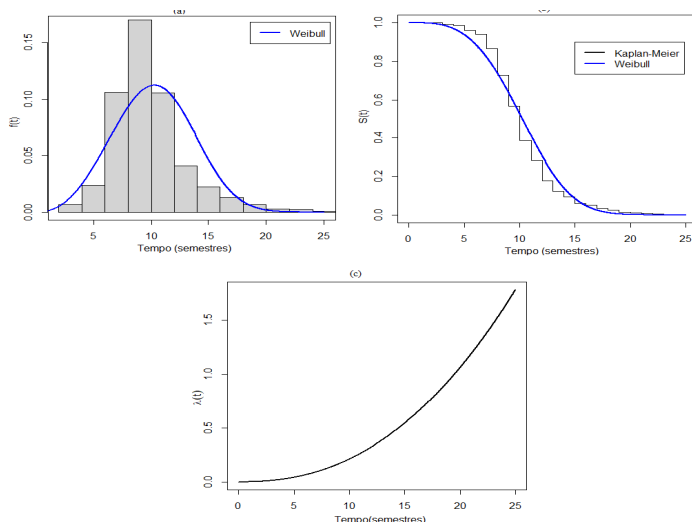 (a)
Weibull
f(t)
0.15
0.10
0.05
0.00
5 10 15 20 25
Tempo (semestres)
Kaplan-Meier
Weibull
S(t)
1.0
0.8
0.6
0.4
0.2
0.0
0 5 10 15 20 25
Tempo (semestres)
(c)
λ(t)
1.5
1.0
0.5
0.0
0 5 10 15 20 25
Tempo(semestres)